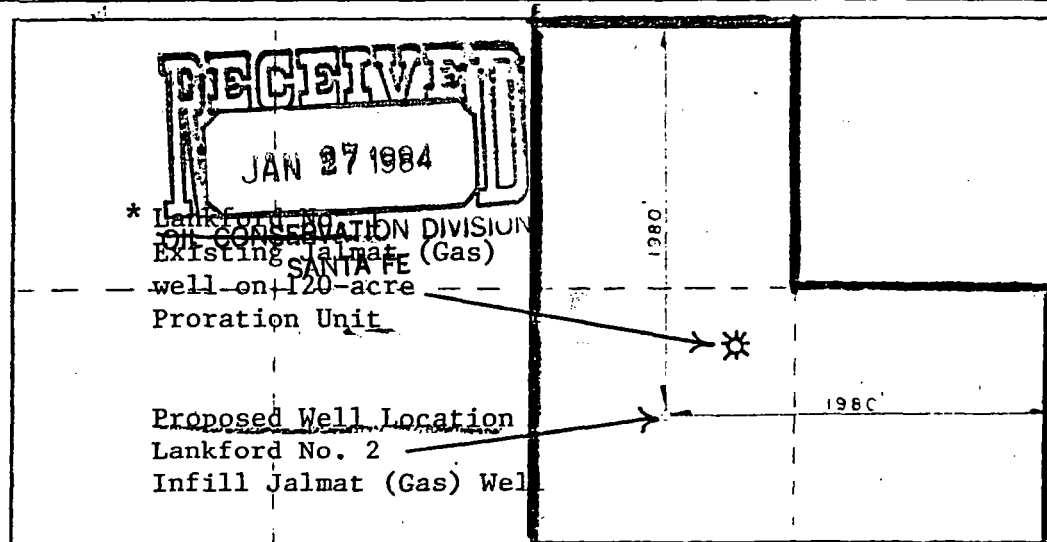 RECEIVED
JAN 27 1984
OIL CONSERVATION DIVISION
SANTA FE
* Lankford No.
Existing Jalmat (Gas)
well on 120-acre
Proration Unit
Proposed Well Location
Lankford No. 2
Infill Jalmat (Gas) Well
1980'
1980'